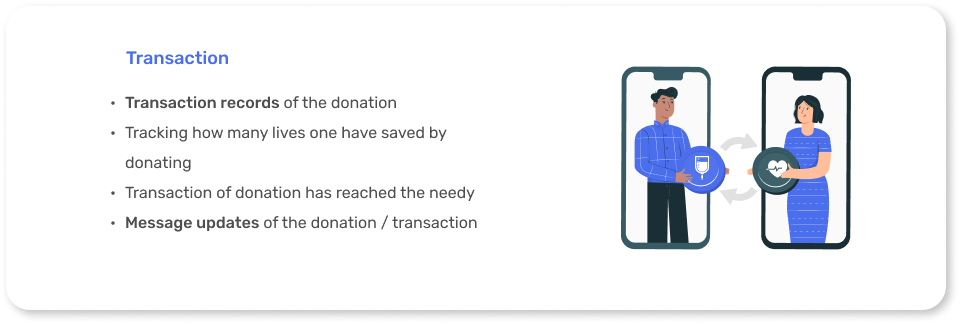 Transaction
• Transaction records of the donation
• Tracking how many lives one have saved by
donating
• Transaction of donation has reached the needy
• Message updates of the donation / transaction